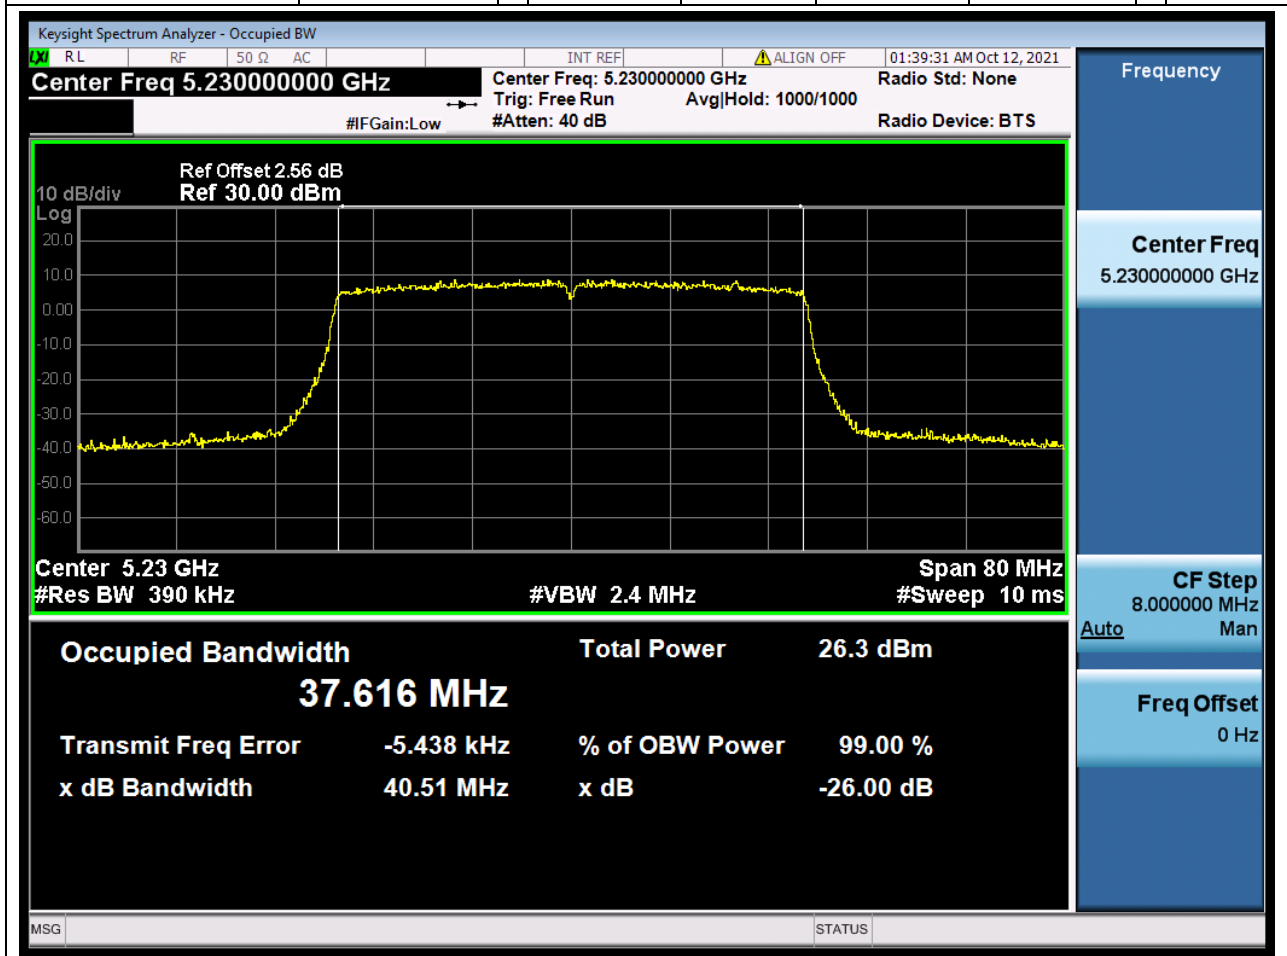 Keysight Spectrum Analyzer - Occupied BW
LXI RL RF 50 Ω AC INT REF ALIGN OFF 01:39:31 AM Oct 12, 2021
Center Freq 5.230000000 GHz
Center Freq: 5.230000000 GHz
Radio Std: None
Trig: Free Run Avg|Hold: 1000/1000
#IFGain:Low #Atten: 40 dB Radio Device: BTS
Ref Offset 2.56 dB
10 dB/div Ref 30.00 dBm
Log
20.0
10.0
0.00
-10.0
-20.0
-30.0
-40.0
-50.0
-60.0
Center 5.23 GHz Span 80 MHz
#Res BW 390 kHz #VBW 2.4 MHz #Sweep 10 ms
Occupied Bandwidth Total Power 26.3 dBm
37.616 MHz
Transmit Freq Error -5.438 kHz % of OBW Power 99.00 %
x dB Bandwidth 40.51 MHz x dB -26.00 dB
MSG STATUS
Frequency
Center Freq
5.230000000 GHz
CF Step
8.000000 MHz
Auto Man
Freq Offset
0 Hz